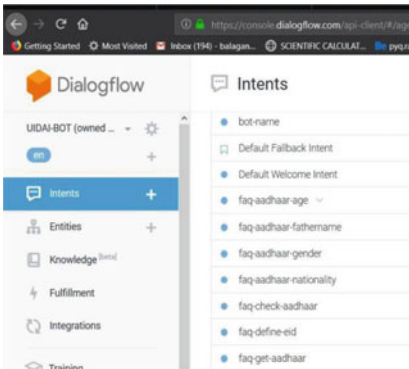 https://console.dialogflow.com/api-client/#/age
Getting Started Most Visited Inbox (194) - balagan... SCIENTIFIC CALCULAT... pyq.r
Dialogflow
Intents
UIDAI-BOT (owned ...
en
Intents
Entities
Knowledge [beta]
Fulfillment
Integrations
Training
bot-name
Default Fallback Intent
Default Welcome Intent
faq-aadhaar-age
faq-aadhaar-fathername
faq-aadhaar-gender
faq-aadhaar-nationality
faq-check-aadhaar
faq-define-eid
faq-get-aadhaar